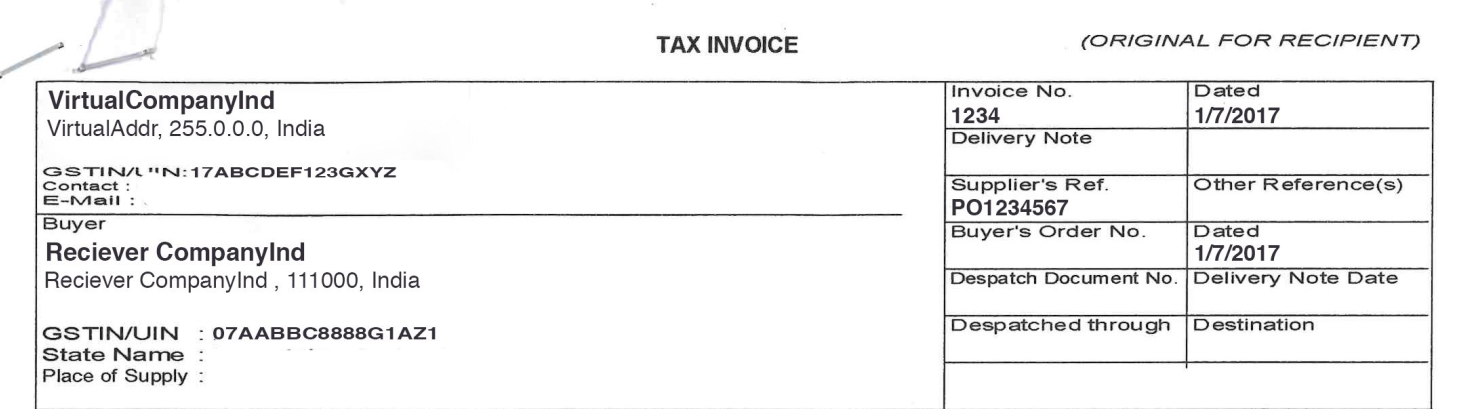 TAX INVOICE
(ORIGINAL FOR RECIPIENT)
VirtualCompanyInd
VirtualAddr, 255.0.0.0, India
GSTIN/UIN:17ABCDEF123GXYZ
Contact :
E-Mail :
Buyer
Reciever CompanyInd
Reciever CompanyInd , 111000, India
GSTIN/UIN : 07AABBC8888G1AZ1
State Name :
Place of Supply :
Invoice No.
1234
Dated
1/7/2017
Delivery Note
Supplier's Ref.
PO1234567
Other Reference(s)
Buyer's Order No.
Dated
1/7/2017
Despatch Document No.
Delivery Note Date
Despatched through
Destination